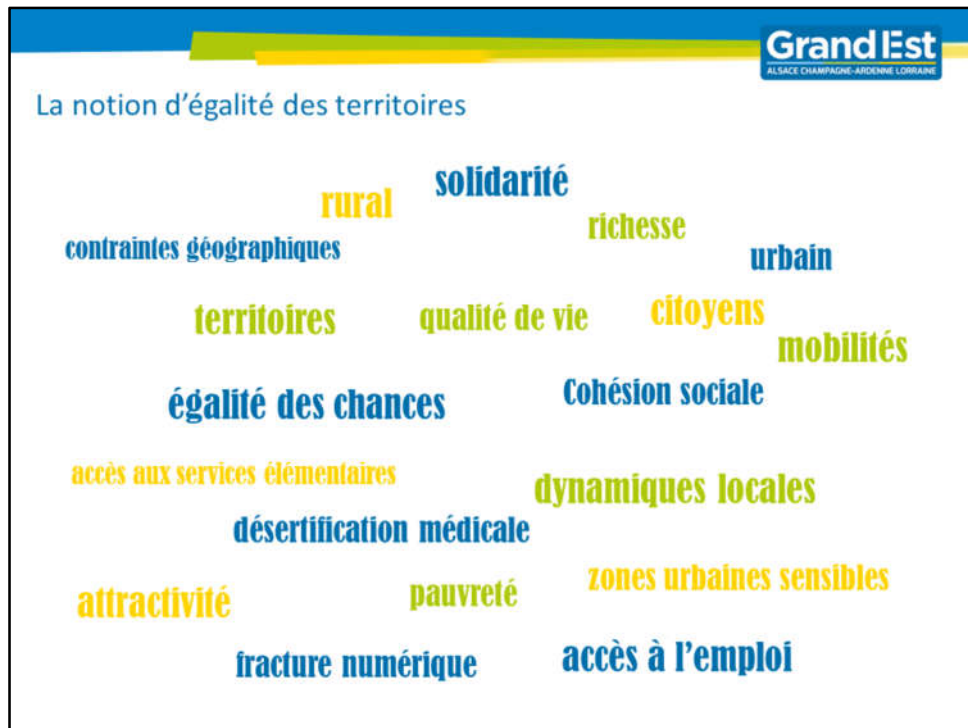 Grand Est
ALSACE CHAMPAGNE-ARDENNE LORRAINE
La notion d'égalité des territoires
solidarité
rural
richesse
contraintes géographiques
urbain
territoires
qualité de vie
citoyens
mobilités
égalité des chances
Cohésion sociale
accès aux services élémentaires
dynamiques locales
désertification médicale
attractivité
pauvreté
zones urbaines sensibles
fracture numérique
accès à l'emploi